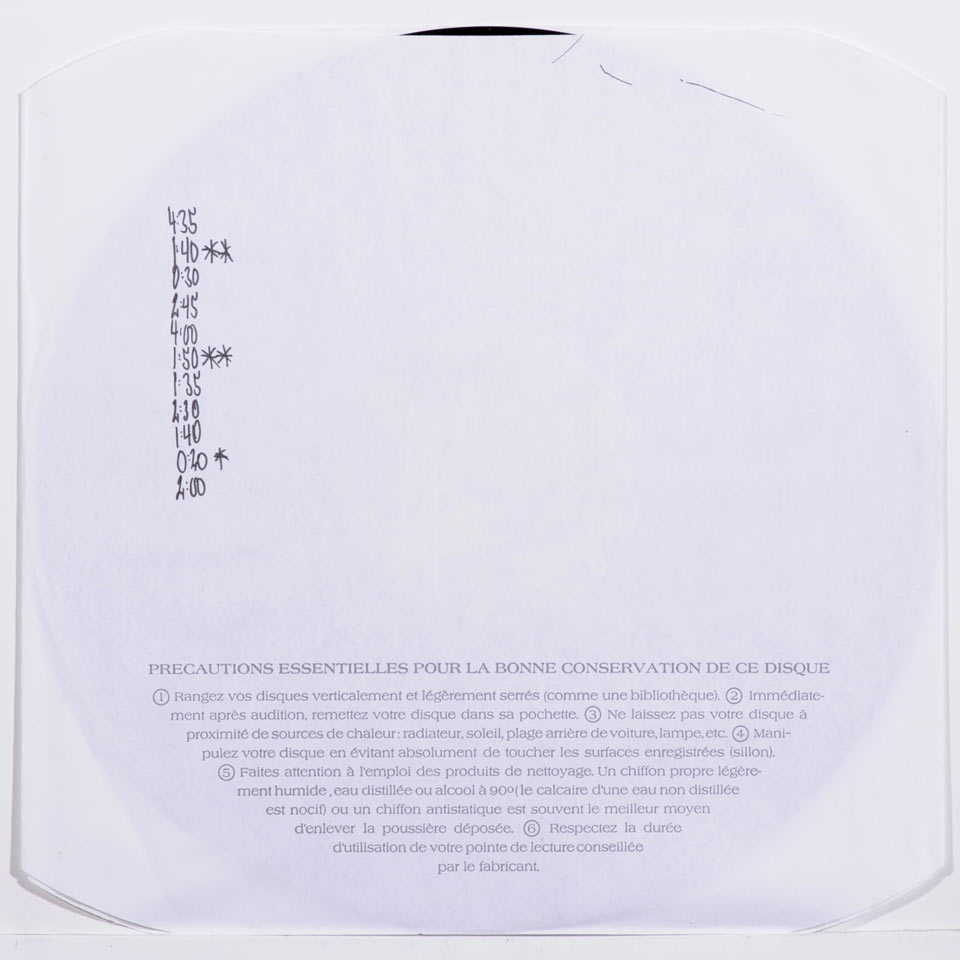 4:35
1:40 **
0:30
2:45
4:00
1:50 **
1:35
2:30
1:40
0:20 *
2:00
PRECAUTIONS ESSENTIELLES POUR LA BONNE CONSERVATION DE CE DISQUE
① Rangez vos disques verticalement et légèrement serrés (comme une bibliothèque). ② Immédiate-
ment après audition, remettez votre disque dans sa pochette. ③ Ne laissez pas votre disque à
proximité de sources de chaleur: radiateur, soleil, plage arrière de voiture, lampe, etc. ④ Mani-
pulez votre disque en évitant absolument de toucher les surfaces enregistrées (sillon).
⑤ Faites attention à l'emploi des produits de nettoyage. Un chiffon propre légère-
ment humide, eau distillée ou alcool à 90° (le calcaire d'une eau non distillée
est nocif) ou un chiffon antistatique est souvent le meilleur moyen
d'enlever la poussière déposée. ⑥ Respectez la durée
d'utilisation de votre pointe de lecture conseillée
par le fabricant.